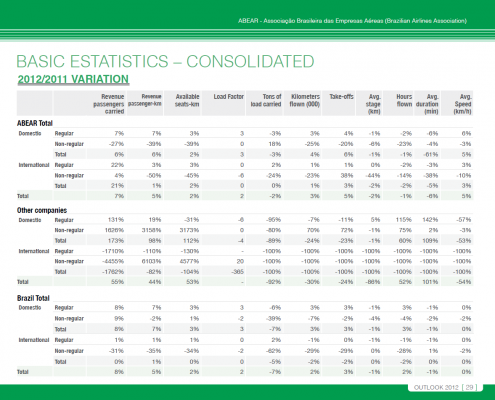 ABEAR - Associação Brasileira das Empresas Aéreas (Brazilian Airlines Association)
BASIC ESTATISTICS – CONSOLIDATED
2012/2011 VARIATION
Revenue passengers carried Revenue passenger-km Available seats-km Load Factor Tons of load carried Kilometers flown (000) Take-offs Avg. stage (km) Hours flown Avg. duration (min) Avg. Speed (km/h)
ABEAR Total
Domestic Regular 7% 7% 3% 3 -3% 3% 4% -1% -2% -6% 6%
Non-regular -27% -39% -39% 0 18% -25% -20% -6% -23% -4% -3%
Total 6% 6% 2% 3 -3% 4% 6% -1% -1% -61% 5%
International Regular 22% 3% 3% 0 2% 1% 1% 0% -2% -3% 3%
Non-regular 4% -50% -45% -6 -24% -23% 38% -44% -14% -38% -10%
Total 21% 1% 2% 0 0% 1% 3% -2% -2% -5% 3%
Total 7% 5% 2% 2 -2% 3% 5% -2% -1% -6% 5%
Other companies
Domestic Regular 131% 19% -31% -6 -95% -7% -11% 5% 115% 142% -57%
Non-regular 1626% 3158% 3173% 0 -80% 70% 72% -1% 75% 2% -3%
Total 173% 98% 112% -4 -89% -24% -23% -1% 60% 109% -54%
International Regular -1710% -110% -130% - -100% -100% -100% -100% -100% -100% -100%
Non-regular -4455% 6103% 4577% 20 -100% -100% -100% -100% -100% -100% -100%
Total -1762% -82% -104% -365 -100% -100% -100% -100% -100% -100% -100%
Total 55% 44% 53% - -92% -30% -24% -86% 52% 101% -54%
Brazil Total
Domestic Regular 8% 7% 3% 3 -6% 3% 3% -1% 3% -1% 0%
Non-regular 9% -2% -1% -2 -39% -7% -2% -4% -4% -2% -2%
Total 8% 7% 3% 3 -7% 3% 3% -1% 3% -1% 0%
International Regular 1% 1% 1% 0 2% -1% 0% -1% -1% -1% 0%
Non-regular -31% -35% -34% -2 -62% -29% -29% 0% -28% 1% -2%
Total 0% 1% 0% 0 -5% -2% -2% 0% -2% -1% 0%
Total 8% 5% 2% 2 -7% 2% 3% -1% 2% -1% 0%
OUTLOOK 2012 [ 29 ]